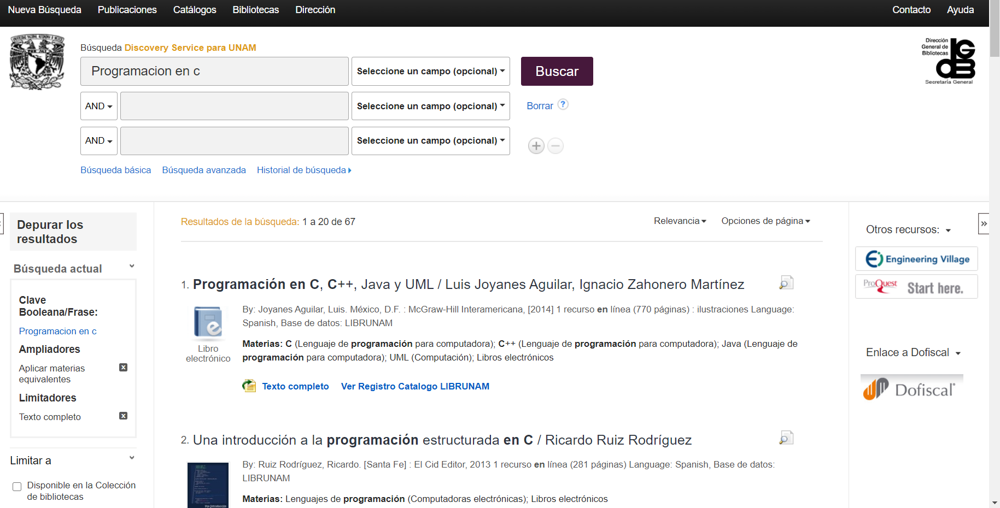 Nueva Búsqueda Publicaciones Catálogos Bibliotecas Dirección Contacto Ayuda
Búsqueda Discovery Service para UNAM
Programacion en c Seleccione un campo (opcional) Buscar
AND Seleccione un campo (opcional) Borrar ?
AND Seleccione un campo (opcional)
Búsqueda básica Búsqueda avanzada Historial de búsqueda
Dirección
General de
Bibliotecas
DGB
Secretaría General
Depurar los
resultados
Búsqueda actual
Clave
Booleana/Frase:
Programacion en c
Ampliadores
Aplicar materias
equivalentes
Limitadores
Texto completo
Limitar a
Disponible en la Colección
de bibliotecas
Resultados de la búsqueda: 1 a 20 de 67 Relevancia Opciones de página
1. Programación en C, C++, Java y UML / Luis Joyanes Aguilar, Ignacio Zahonero Martínez
Libro
electrónico
By: Joyanes Aguilar, Luis. México, D.F. : McGraw-Hill Interamericana, [2014] 1 recurso en línea (770 páginas) : ilustraciones Language:
Spanish, Base de datos: LIBRUNAM
Materias: C (Lenguaje de programación para computadora); C++ (Lenguaje de programación para computadora); Java (Lenguaje de
programación para computadora); UML (Computación); Libros electrónicos
Texto completo Ver Registro Catalogo LIBRUNAM
2. Una introducción a la programación estructurada en C / Ricardo Ruiz Rodríguez
By: Ruiz Rodríguez, Ricardo. [Santa Fe] : El Cid Editor, 2013 1 recurso en línea (281 páginas) Language: Spanish, Base de datos:
LIBRUNAM
Materias: Lenguajes de programación (Computadoras electrónicas); Libros electrónicos
Una Introducción
Otros recursos:
Engineering Village
ProQuest Start here.
Enlace a Dofiscal
Dofiscal